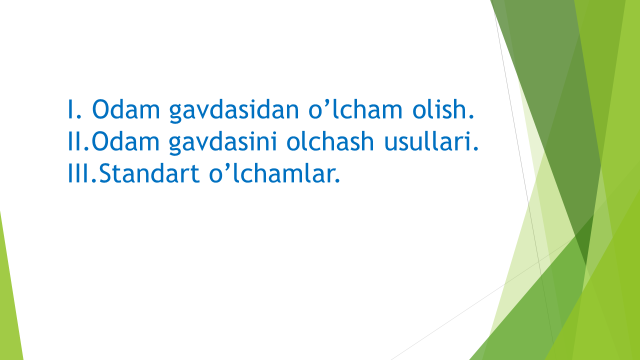 I. Odam gavdasidan o’lcham olish.
II.Odam gavdasini olchash usullari.
III.Standart o’lchamlar.